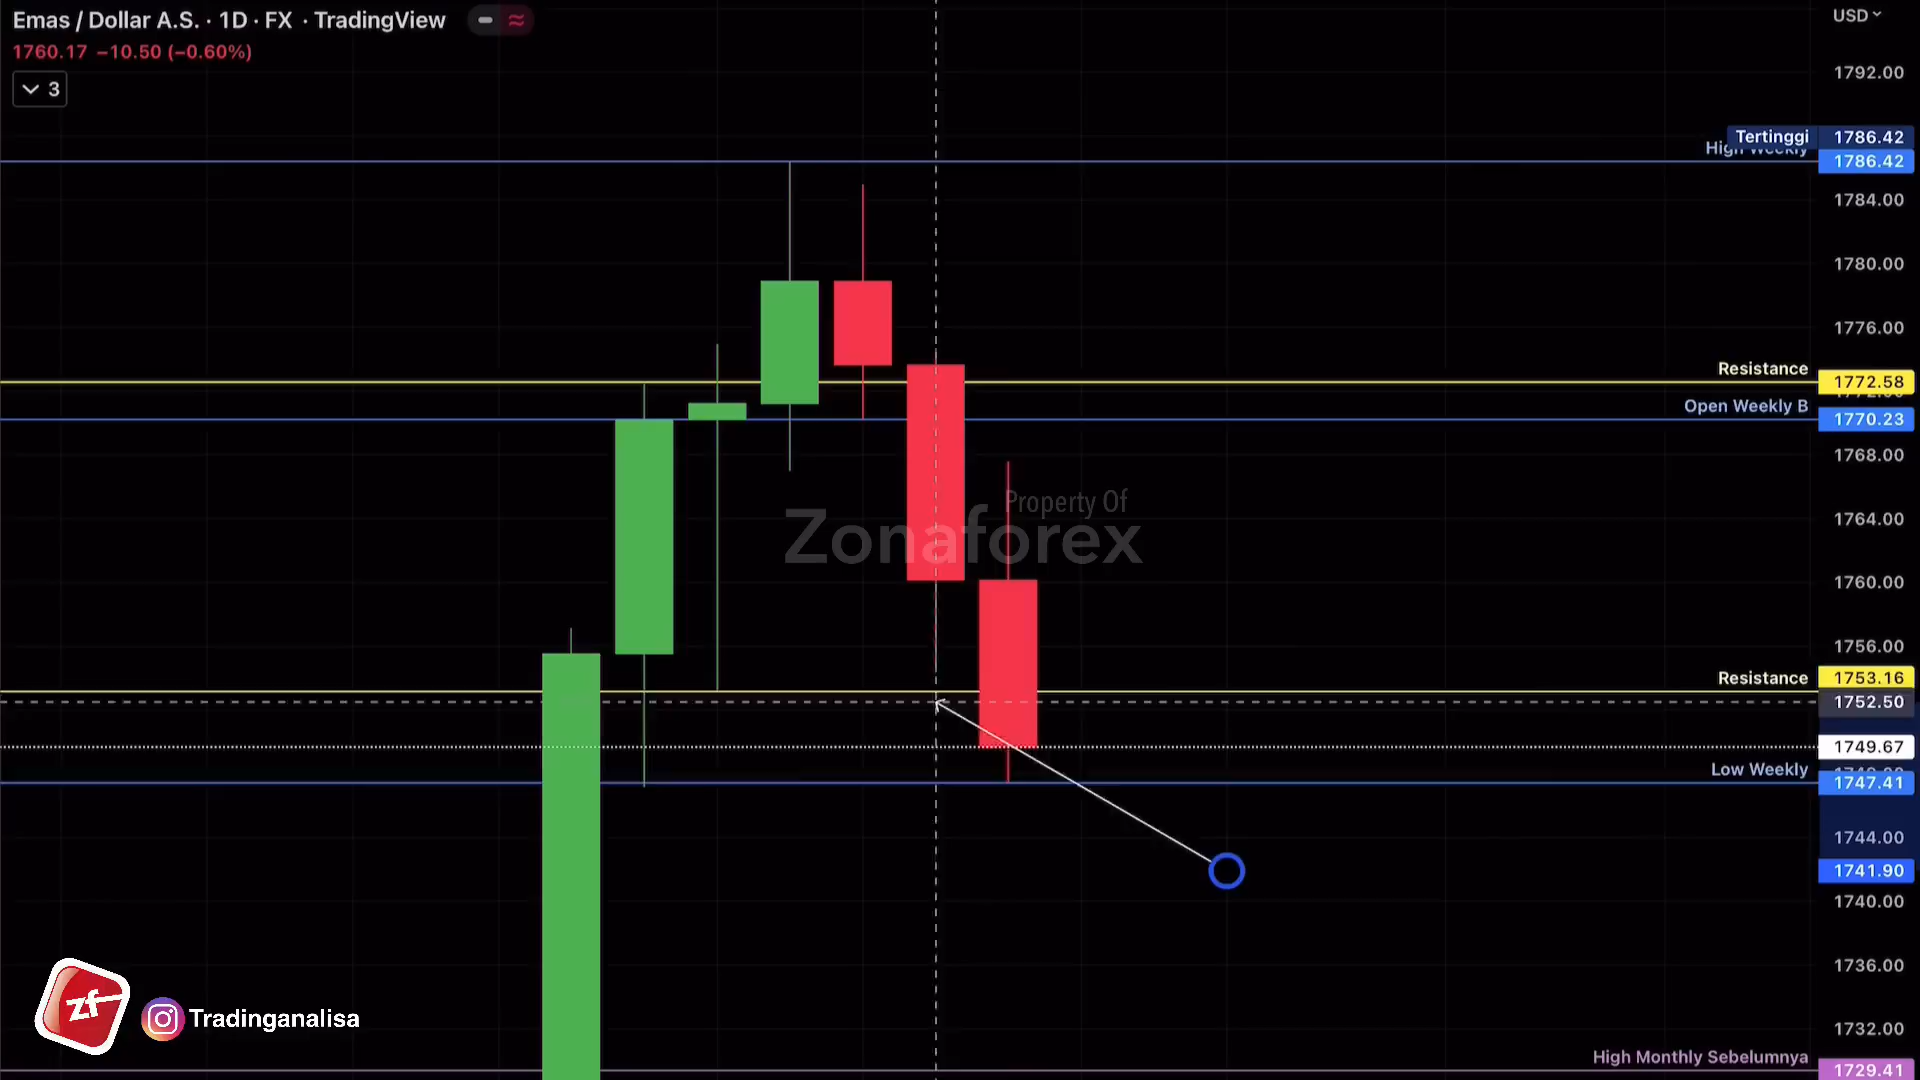 Emas / Dollar A.S. · 1D · FX · TradingView
USD
1760.17 −10.50 (−0.60%)
3
1792.00
Tertinggi 1786.42
High Weekly 1786.42
1784.00
1780.00
1776.00
Resistance
1772.58
Open Weekly B
1770.23
1768.00
Property Of
Zonaforex
1764.00
1760.00
1756.00
Resistance 1753.16
1752.50
1749.67
Low Weekly
1747.41
1744.00
1741.90
1740.00
1736.00
zf
Tradinganalisa
1732.00
High Monthly Sebelumnya
1729.41